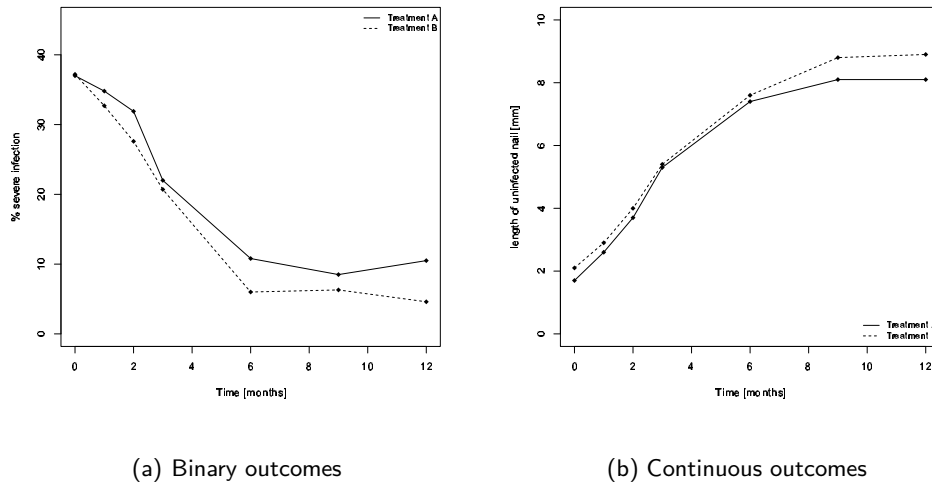 Treatment A
Treatment B
% severe infection
0 10 20 30 40
0 2 4 6 8 10 12
Time [months]
(a) Binary outcomes
length of uninfected nail [mm]
0 2 4 6 8 10
Treatment
Treatment
0 2 4 6 8 10 12
Time [months]
(b) Continuous outcomes